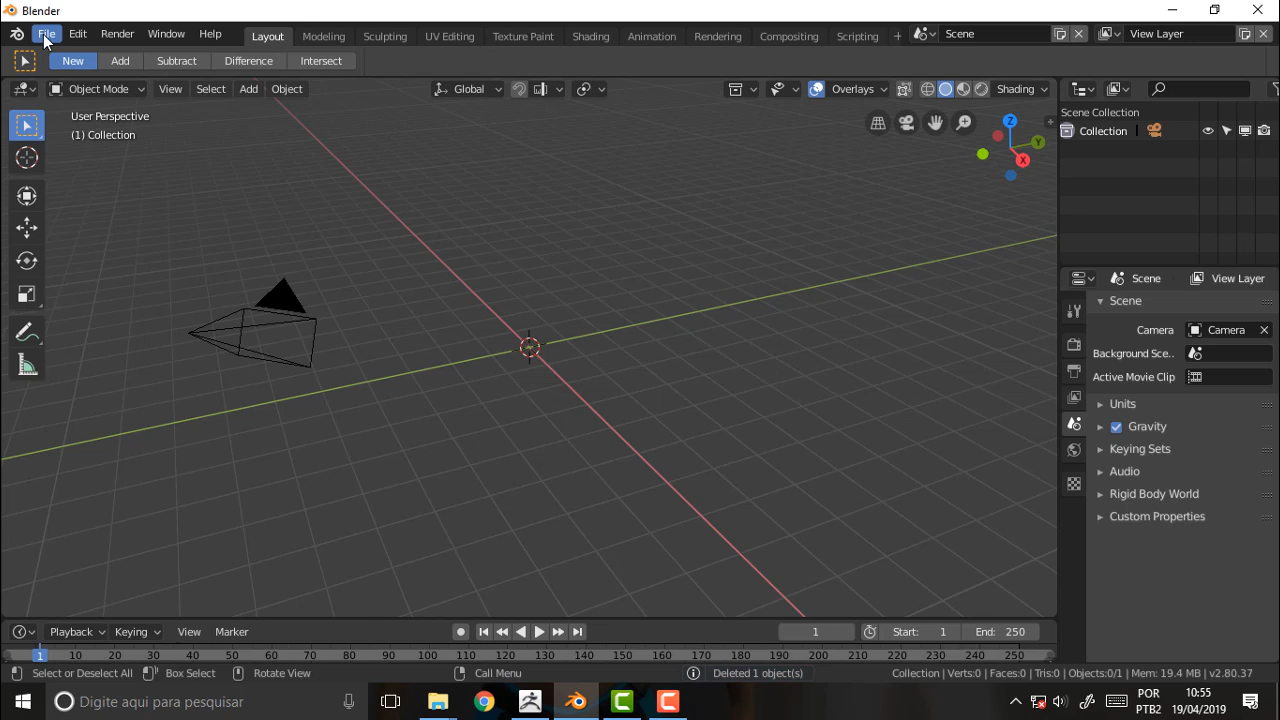 Blender
File Edit Render Window Help Layout Modeling Sculpting UV Editing Texture Paint Shading Animation Rendering Compositing Scripting + Scene View Layer
New Add Subtract Difference Intersect
Object Mode View Select Add Object Global Overlays Shading
User Perspective
(1) Collection
Z
Y
X
Scene Collection
Collection
Scene View Layer
Scene
Camera Camera
Background Sce..
Active Movie Clip
Units
Gravity
Keying Sets
Audio
Rigid Body World
Custom Properties
Playback Keying View Marker 1 Start: 1 End: 250
1 10 20 30 40 50 60 70 80 90 100 110 120 130 140 150 160 170 180 190 200 210 220 230 240 250
Select or Deselect All Box Select Rotate View Call Menu Deleted 1 object(s) Collection | Verts:0 | Faces:0 | Tris:0 | Objects:0/1 | Mem: 19.4 MB | v2.80.37
Digite aqui para pesquisar
POR
PTB2
10:55
19/04/2019